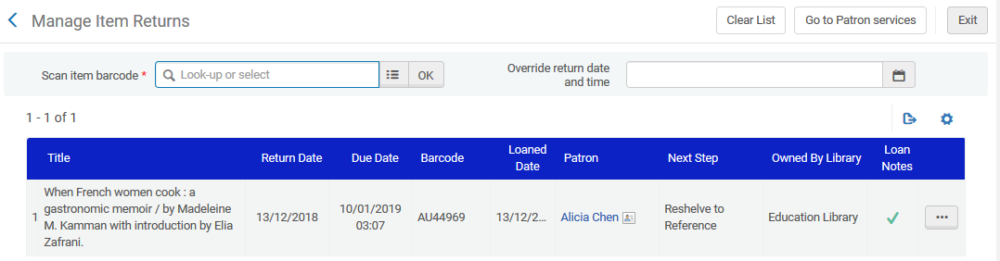 Manage Item Returns
Clear List
Go to Patron services
Exit
Scan item barcode *
Look-up or select
OK
Override return date
and time
1 - 1 of 1
Title
Return Date
Due Date
Barcode
Loaned
Date
Patron
Next Step
Owned By Library
Loan
Notes
1
When French women cook : a
gastronomic memoir / by Madeleine
M. Kamman with introduction by Elia
Zafrani.
13/12/2018
10/01/2019
03:07
AU44969
13/12/2...
Alicia Chen
Reshelve to
Reference
Education Library